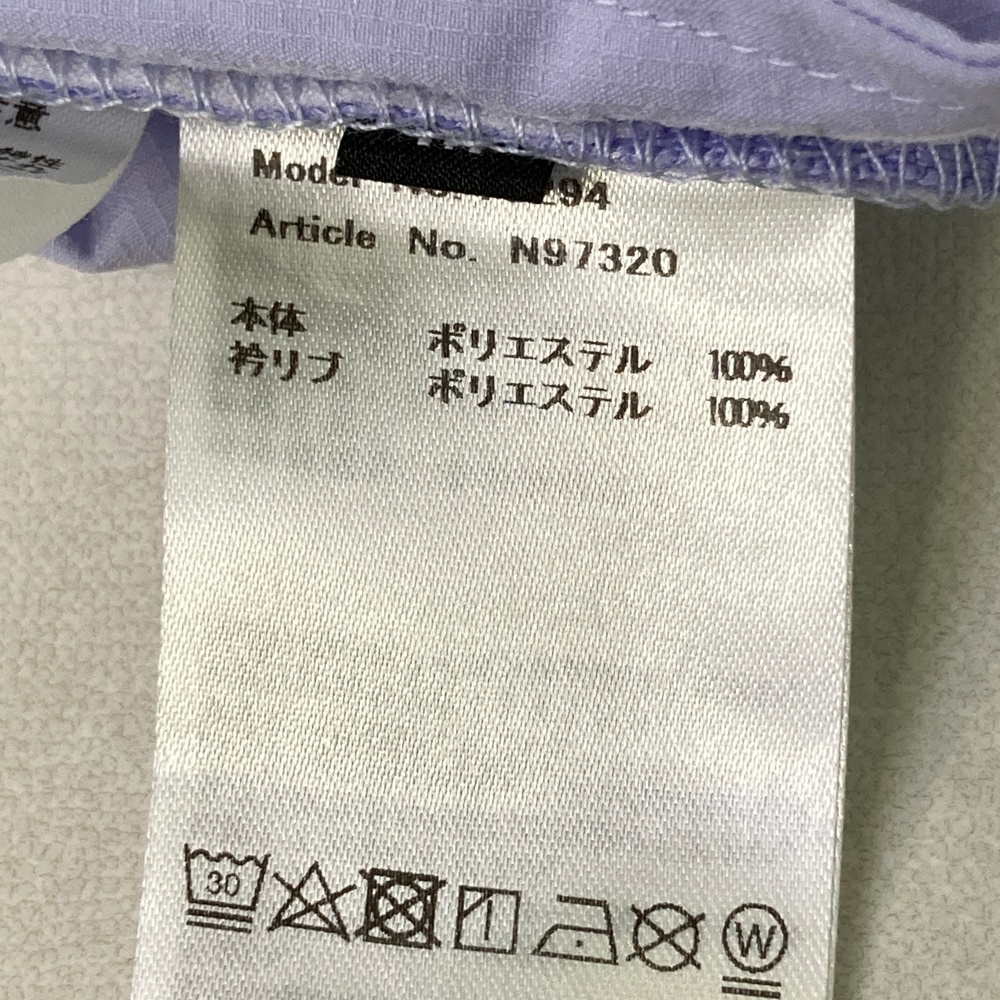 Model No.
294
Article No. N97320
本体 ポリエステル 100%
衿リブ ポリエステル 100%
30
W